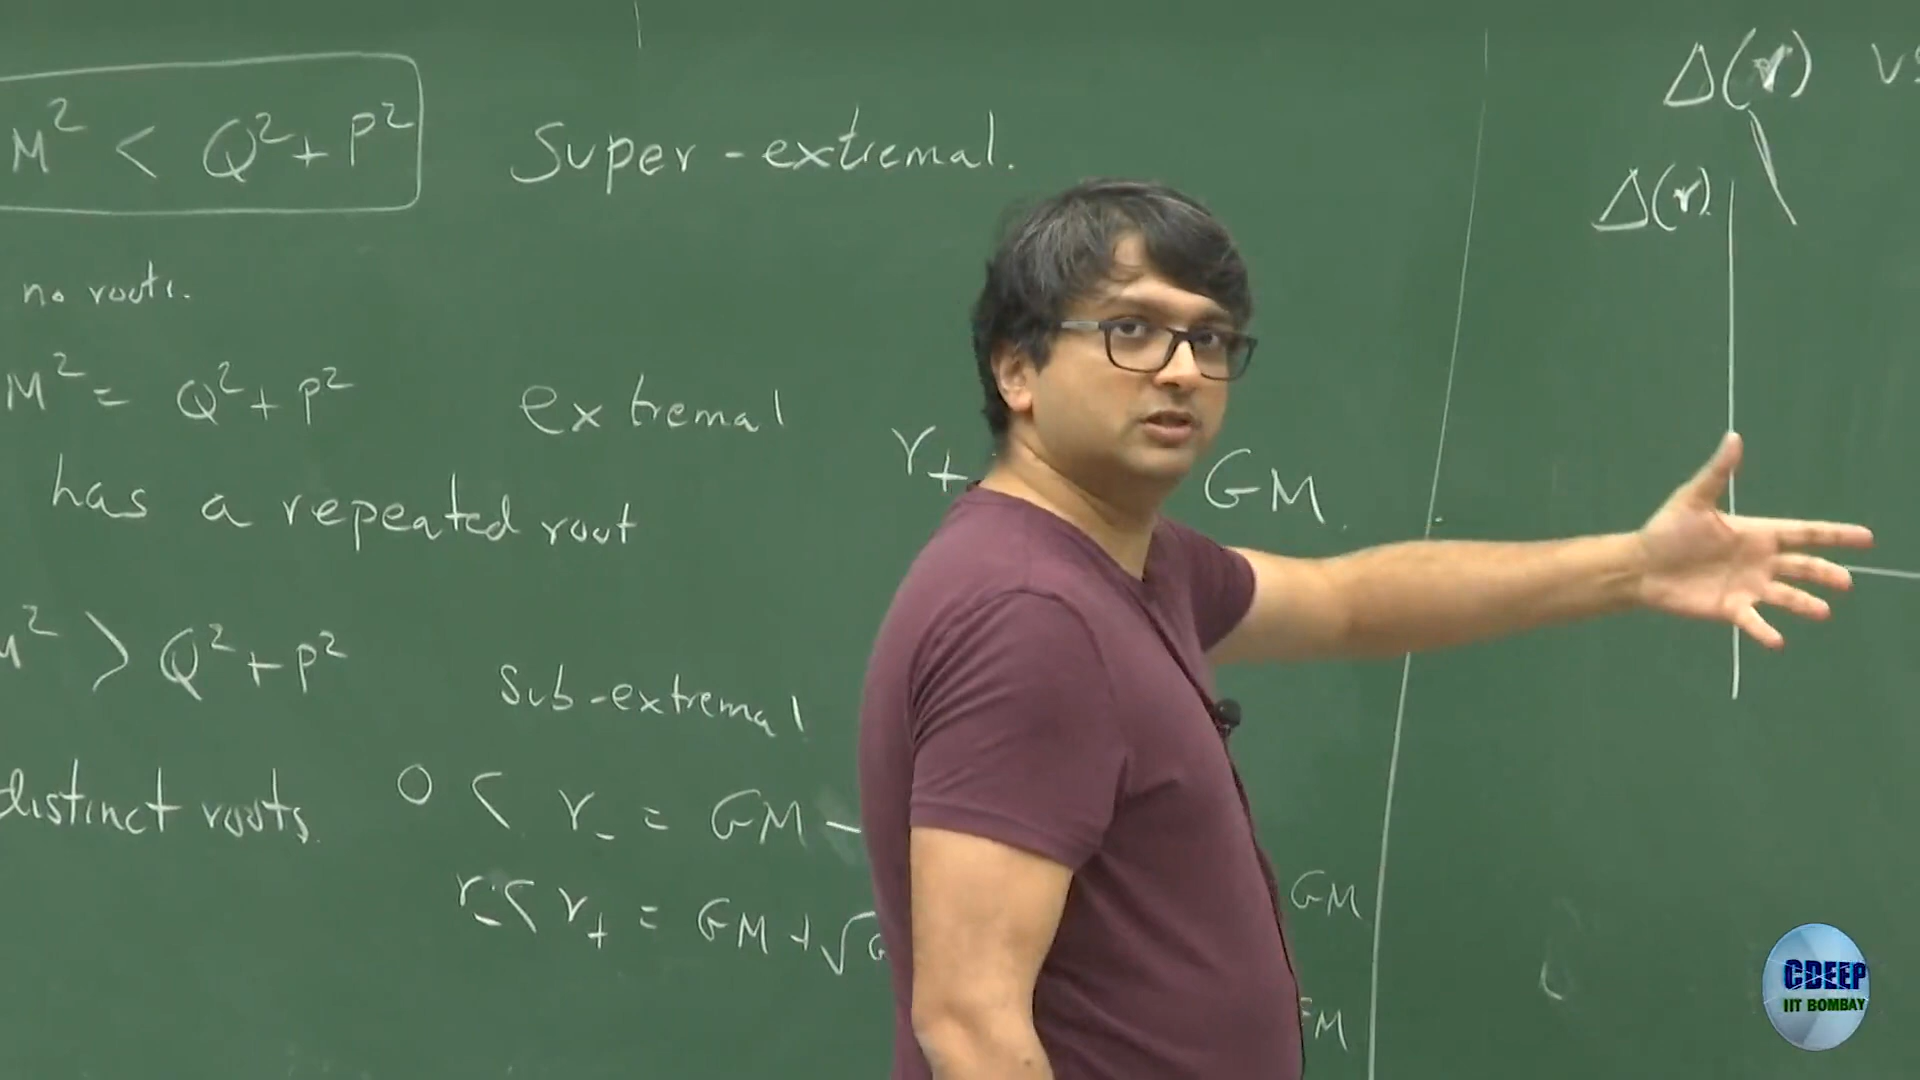 M² < Q² + P² Super-extremal.
no roots.
M² = Q² + P² extremal
has a repeated root r₊ GM
M² > Q² + P² Sub-extremal
distinct roots. 0 < r₋ = GM −
r₋ < r₊ = GM + √G
GM
Δ(r) vs
Δ(r)
CDEEP
IIT BOMBAY